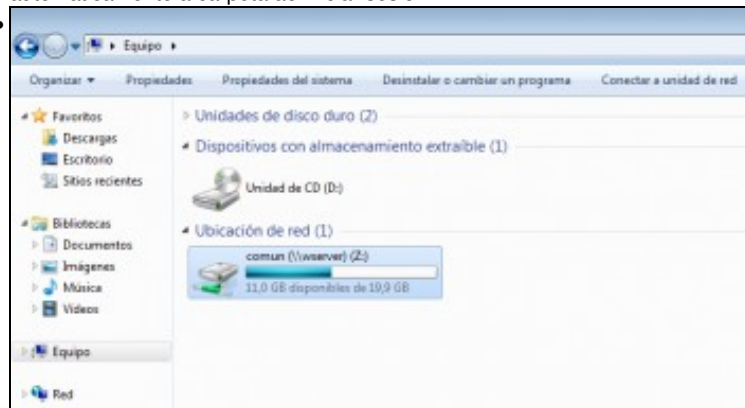 Equipo
Organizar Propiedades Propiedades del sistema Desinstalar o cambiar un programa Conectar a unidad de red
Favoritos
Descargas
Escritorio
Sitios recientes
Bibliotecas
Documentos
Imágenes
Música
Vídeos
Equipo
Red
Unidades de disco duro (2)
Dispositivos con almacenamiento extraíble (1)
Unidad de CD (D:)
Ubicación de red (1)
comun (\\wserver) (Z:)
11,0 GB disponibles de 19,9 GB